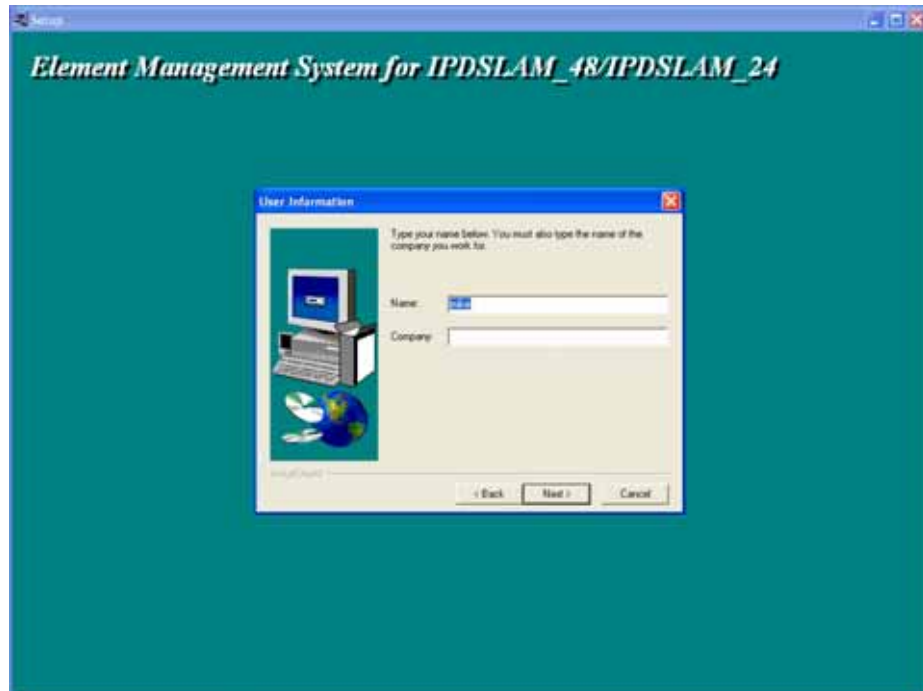 Setup
Element Management System for IPDSLAM_48/IPDSLAM_24
User Information
Type your name below. You must also type the name of the
company you work for.
Name:
Company:
InstallShield
< Back
Next >
Cancel